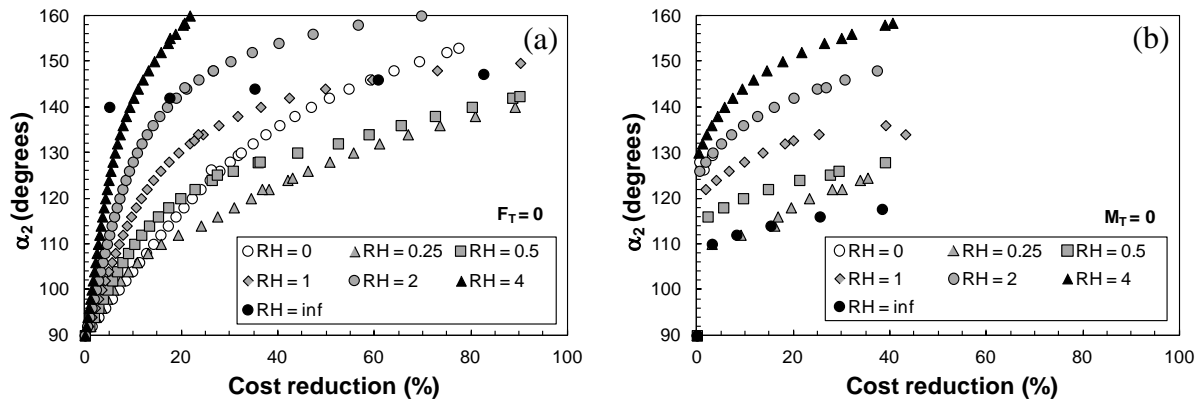 160
150
140
130
120
110
100
90
α₂ (degrees)
(a)
F_T = 0
RH = 0 RH = 0.25 RH = 0.5
RH = 1 RH = 2 RH = 4
RH = inf
0 20 40 60 80 100
Cost reduction (%)
160
150
140
130
120
110
100
90
α₂ (degrees)
(b)
M_T = 0
RH = 0 RH = 0.25 RH = 0.5
RH = 1 RH = 2 RH = 4
RH = inf
0 20 40 60 80 100
Cost reduction (%)